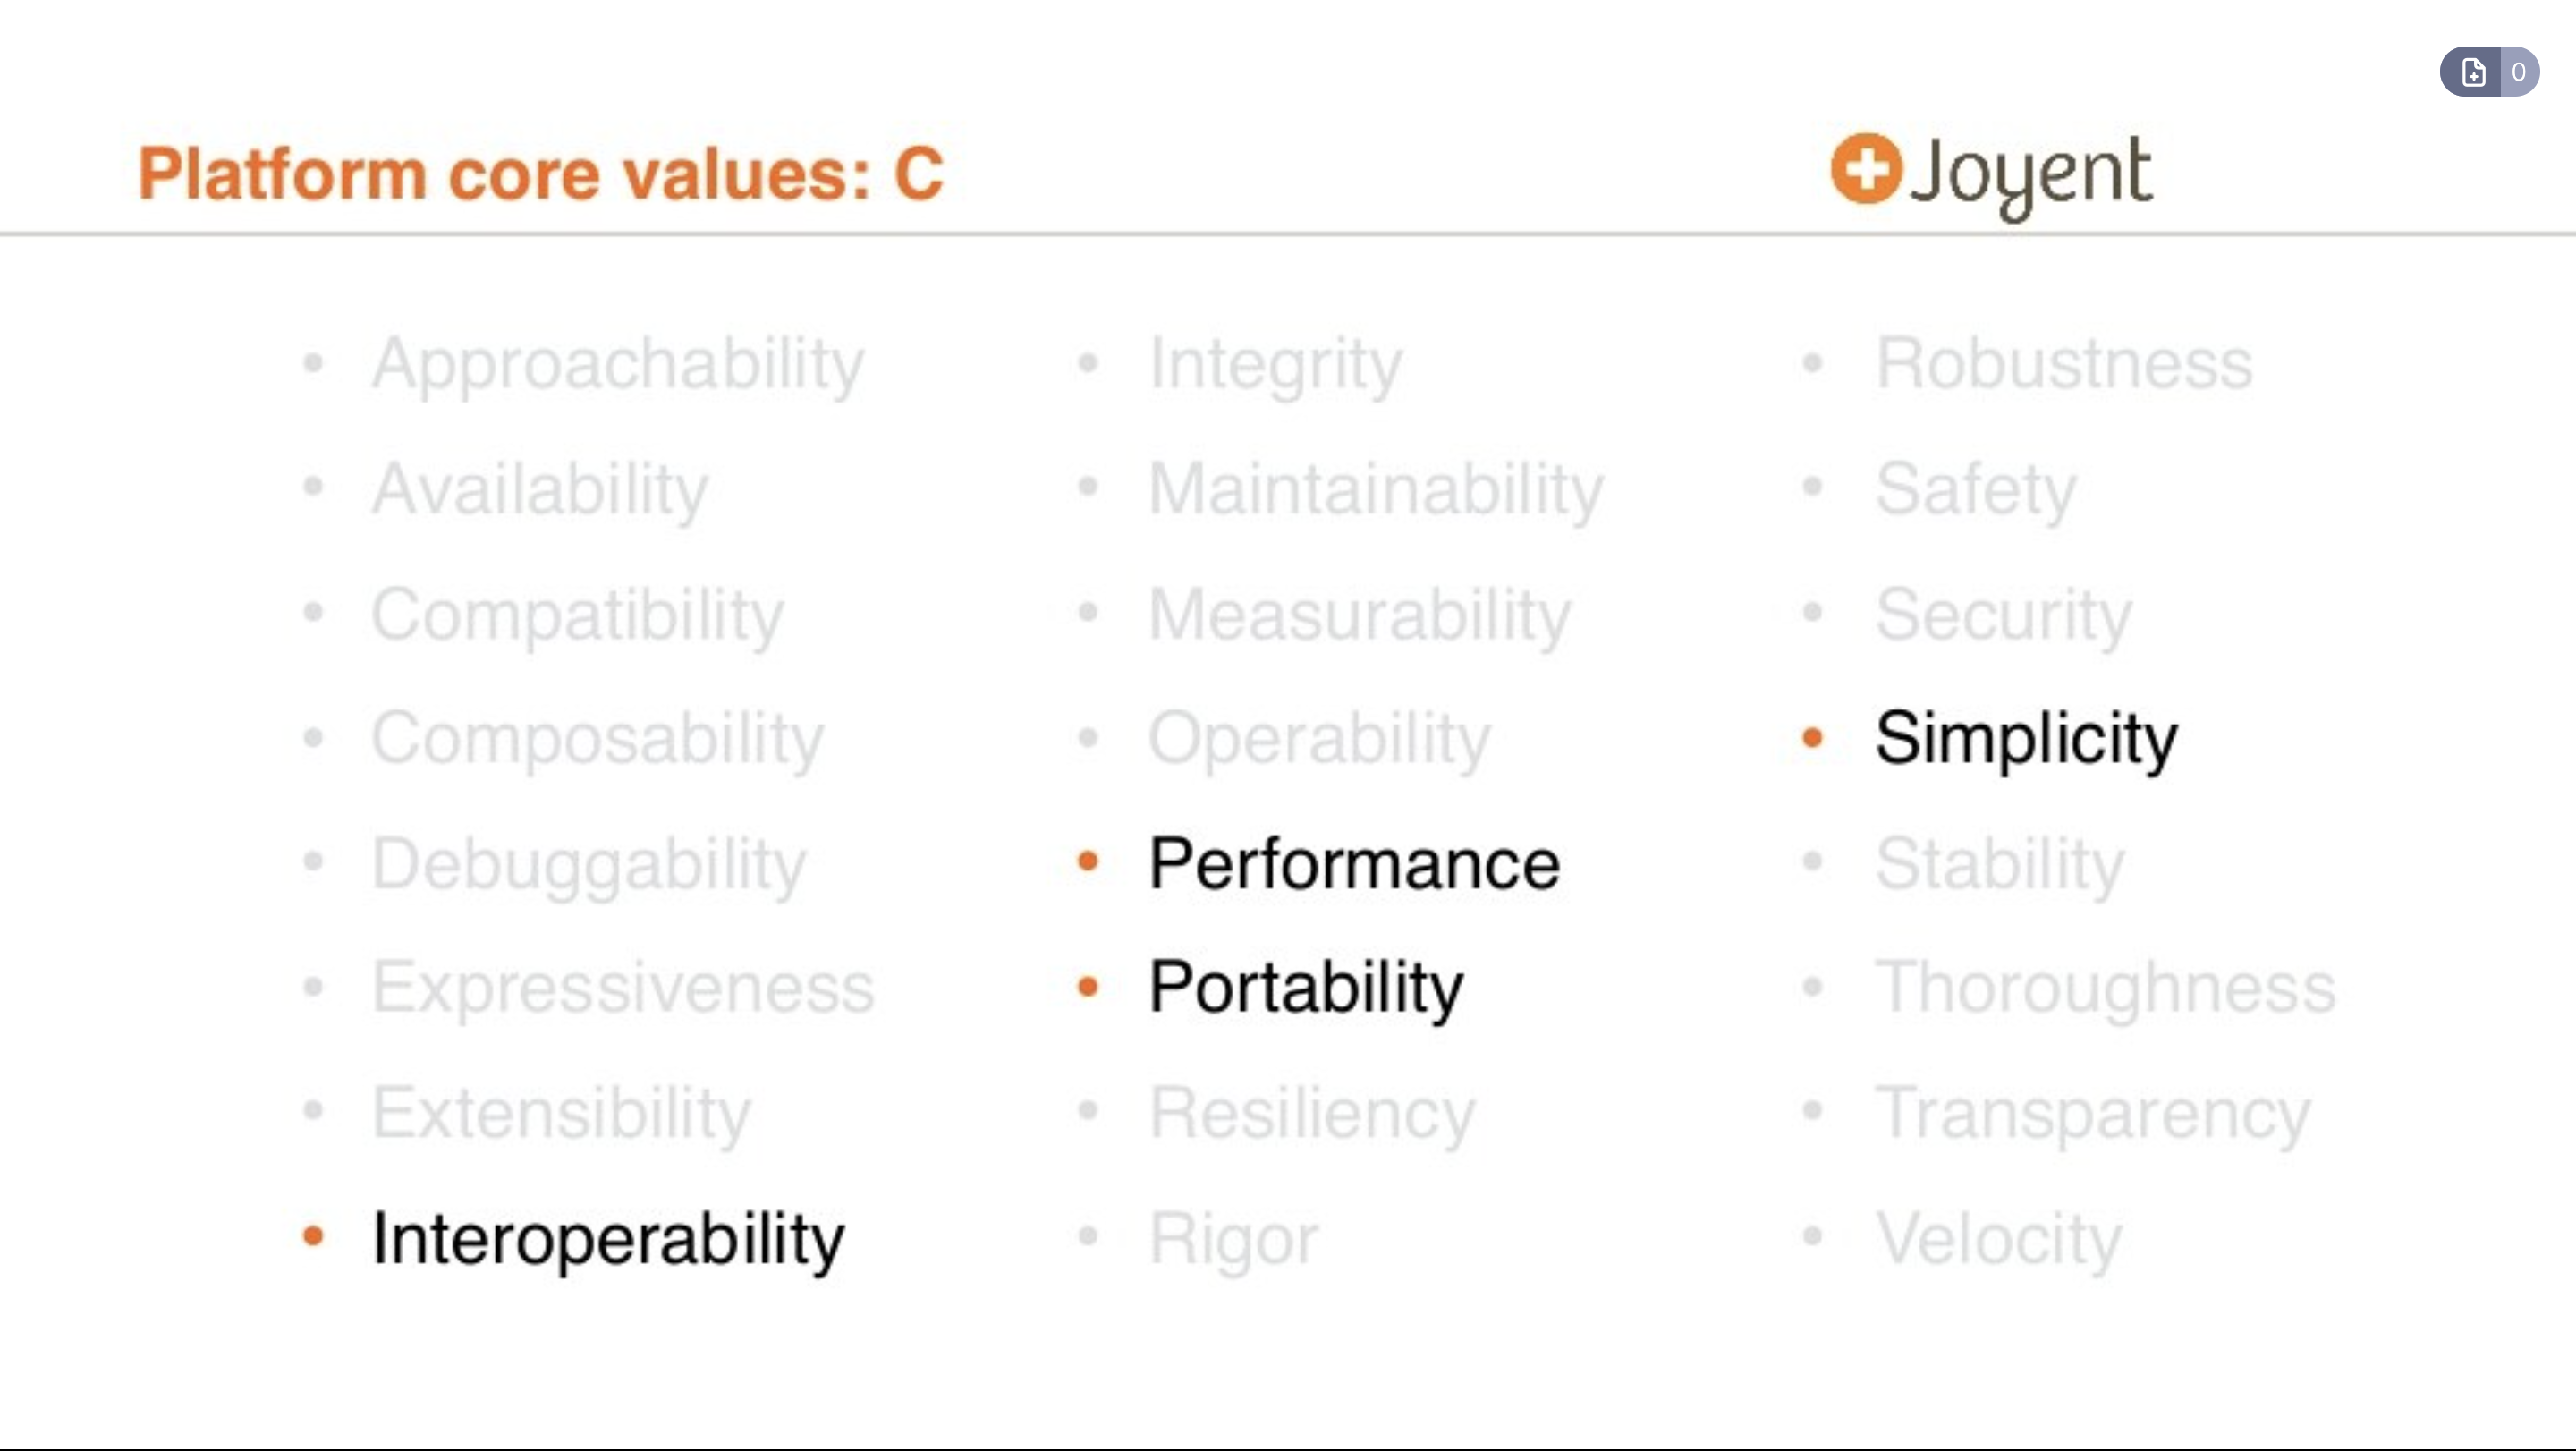 0
Platform core values: C
Joyent
• Approachability
• Availability
• Compatibility
• Composability
• Debuggability
• Expressiveness
• Extensibility
• Interoperability
• Integrity
• Maintainability
• Measurability
• Operability
• Performance
• Portability
• Resiliency
• Rigor
• Robustness
• Safety
• Security
• Simplicity
• Stability
• Thoroughness
• Transparency
• Velocity